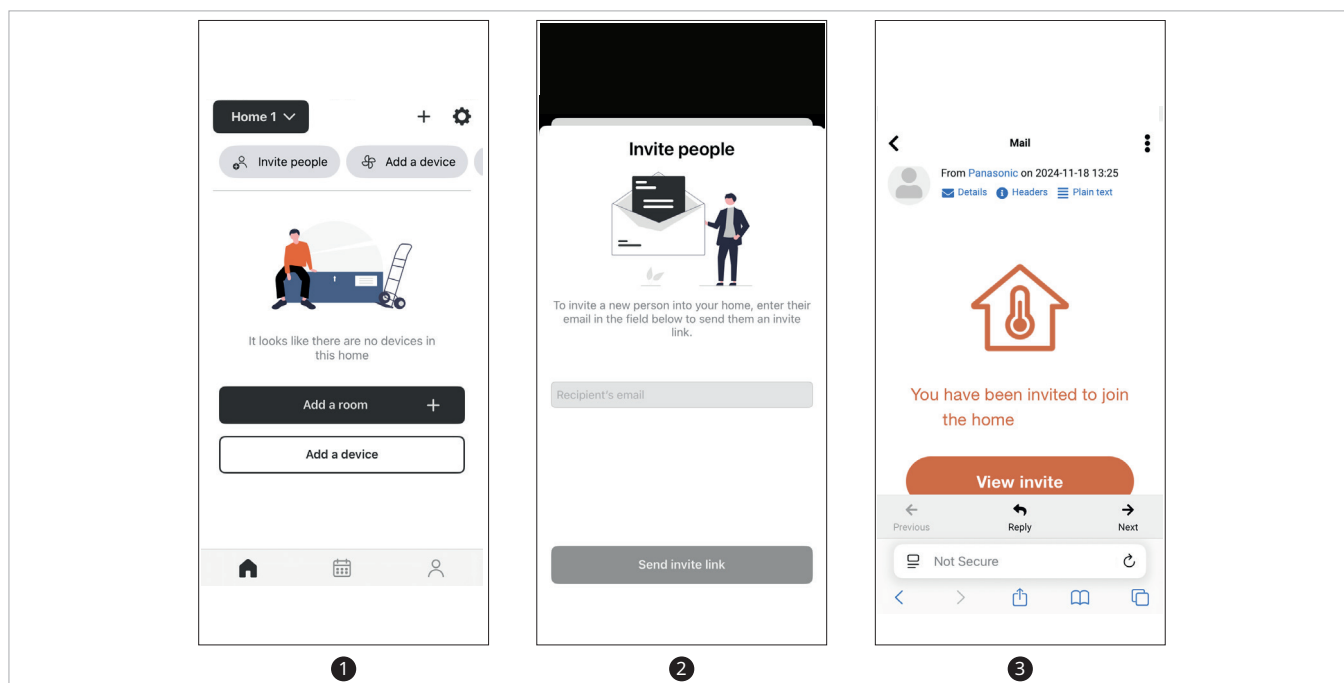 Home 1
Invite people
Add a device
It looks like there are no devices in
this home
Add a room
Add a device
1
Invite people
To invite a new person into your home, enter their
email in the field below to send them an invite
link.
Recipient's email
Send invite link
2
Mail
From Panasonic on 2024-11-18 13:25
Details Headers Plain text
You have been invited to join
the home
View invite
Previous Reply Next
Not Secure
3